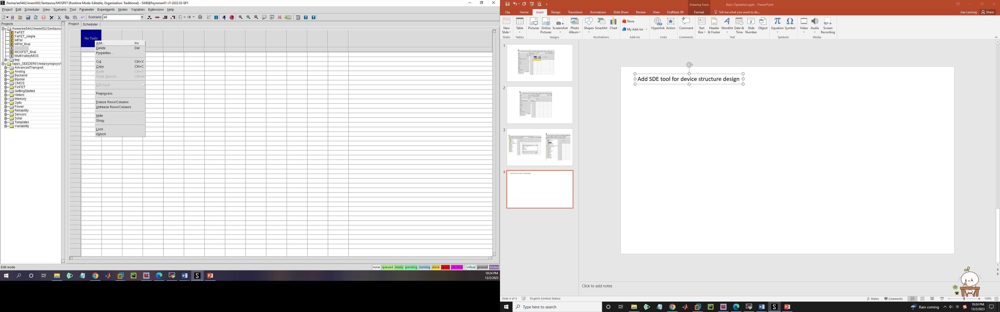 /home/ee5442/imem002/Sentaurus/MOSFET (Runtime Mode: Editable, Organization: Traditional) - SWB@Feynman01 vT-2022.03-SP1
Project Edit Scheduler View Scenario Tool Parameter Experiments Nodes Variables Extensions Help
Scenario: all
Projects
/home/ee5442/imem002/Sentaurus
FeFET
FeFET_simple
MFM
MFM_final
MOSFET_final
MultiValleyMOS
tmp
/apps_SEEDER01/eda/synopsys/s
AdvancedTransport
Analog
Backend
Bipolar
CMOS
FinFET
GettingStarted
Hetero
Memory
Opto
Power
Reliability
Sensors
Solar
Templates
Variability
Project Scheduler
No Tools
Add... Ins
Delete Del
Properties...
Cut Ctrl+X
Copy Ctrl+C
Paste Ctrl+V
Paste Special... Ctrl+M
Edit Input
Preprocess
Freeze Rows/Columns
Unfreeze Rows/Columns
Hide
Show
Lock
Unlock
Edit mode
none queued ready pending running done failed aborted virtual pruned folded
10:24 PM
13/2/2023
Drawing Tools
Basic Opeartion.pptx - PowerPoint
File Home Insert Design Transitions Animations Slide Show Review View EndNote X9 Format Tell me what you want to do...
Jiao Leming Share
New Slide
Table
Pictures
Online Pictures
Screenshot
Photo Album
Shapes
SmartArt
Chart
Store
My Add-ins
Hyperlink
Action
Comment
Text Box
Header & Footer
WordArt
Date & Time
Slide Number
Object
Equation
Symbol
Video
Audio
Screen Recording
Slides Tables Images Illustrations Add-ins Links Comments Text Symbols Media
1
2
3
4
Add SDE tool for device structure design
Click to add notes
Slide 4 of 4 English (United States)
Notes Comments 100%
Type here to search
Rain coming
中
10:24 PM
13/2/2023